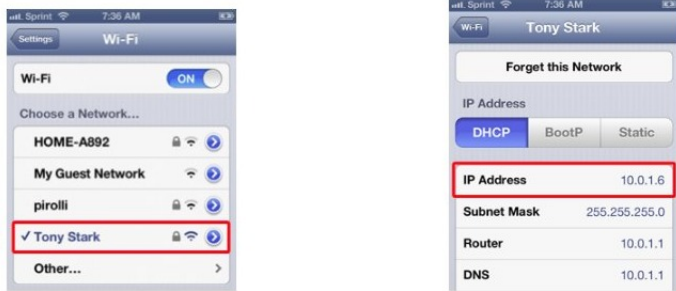 Sprint 7:36 AM
Settings Wi-Fi
Wi-Fi ON
Choose a Network...
HOME-A892
My Guest Network
pirolli
✓ Tony Stark
Other...
Sprint 7:36 AM
Wi-Fi Tony Stark
Forget this Network
IP Address
DHCP BootP Static
IP Address 10.0.1.6
Subnet Mask 255.255.255.0
Router 10.0.1.1
DNS 10.0.1.1